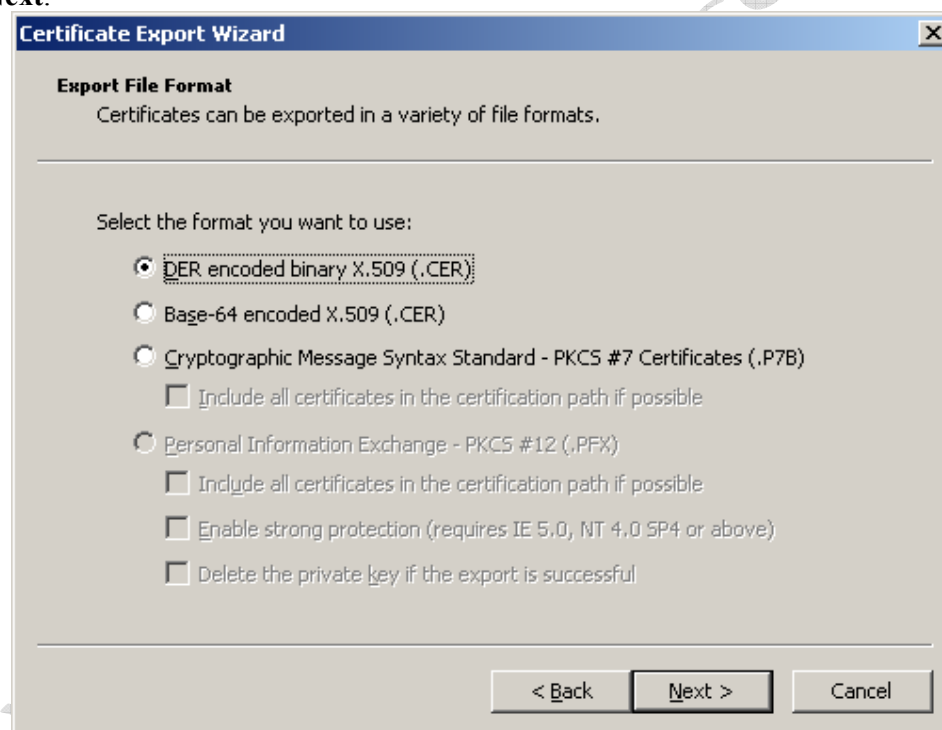 Next.
Certificate Export Wizard
Export File Format
Certificates can be exported in a variety of file formats.
Select the format you want to use:
DER encoded binary X.509 (.CER)
Base-64 encoded X.509 (.CER)
Cryptographic Message Syntax Standard - PKCS #7 Certificates (.P7B)
Include all certificates in the certification path if possible
Personal Information Exchange - PKCS #12 (.PFX)
Include all certificates in the certification path if possible
Enable strong protection (requires IE 5.0, NT 4.0 SP4 or above)
Delete the private key if the export is successful
< Back Next > Cancel